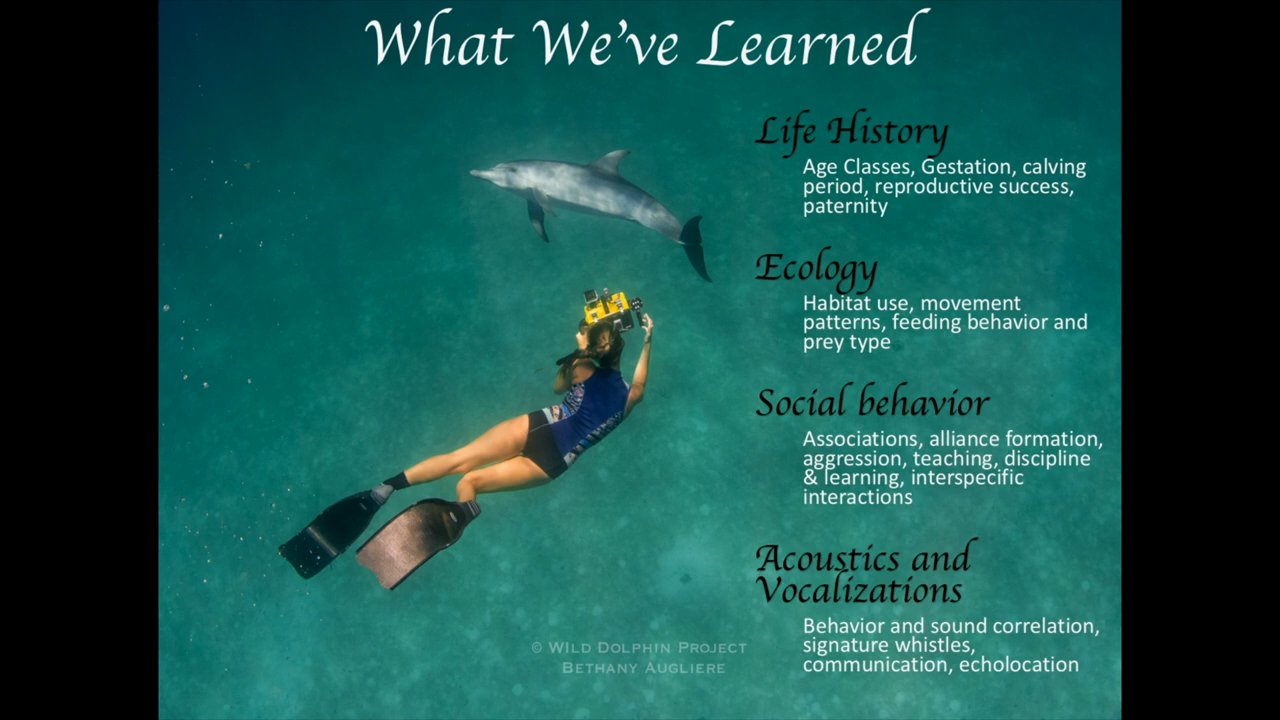 What We've Learned
Life History
Age Classes, Gestation, calving
period, reproductive success,
paternity
Ecology
Habitat use, movement
patterns, feeding behavior and
prey type
Social behavior
Associations, alliance formation,
aggression, teaching, discipline
& learning, interspecific
interactions
Acoustics and
Vocalizations
Behavior and sound correlation,
signature whistles,
communication, echolocation
© Wild Dolphin Project
Bethany Augliere